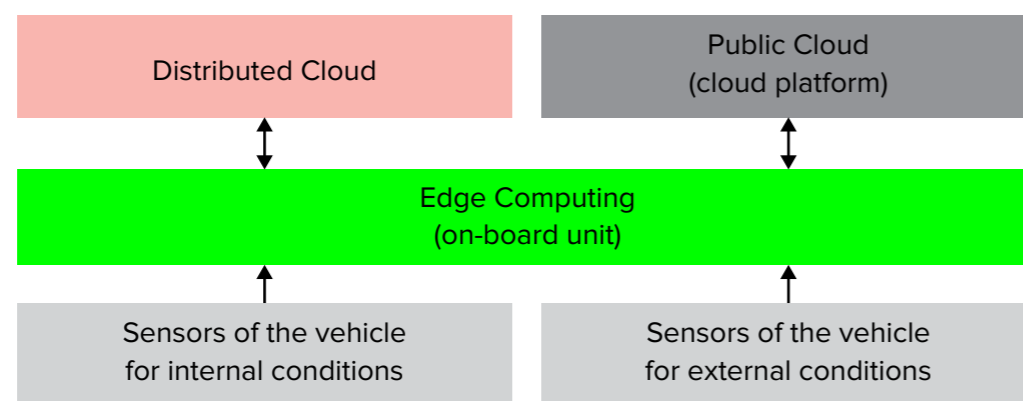 Distributed Cloud
Public Cloud
(cloud platform)
Edge Computing
(on-board unit)
Sensors of the vehicle
for internal conditions
Sensors of the vehicle
for external conditions